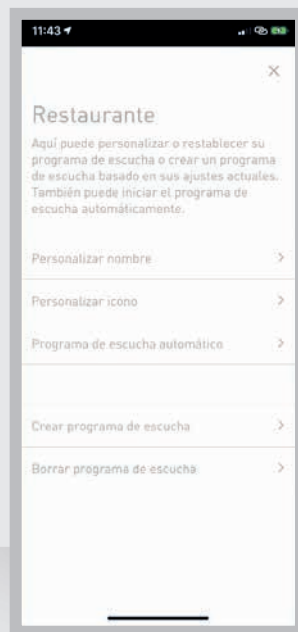 11:43
Restaurante
Aquí puede personalizar o restablecer su
programa de escucha o crear un programa
de escucha basado en sus ajustes actuales.
También puede iniciar el programa de
escucha automáticamente.
Personalizar nombre
Personalizar icono
Programa de escucha automático
Crear programa de escucha
Borrar programa de escucha